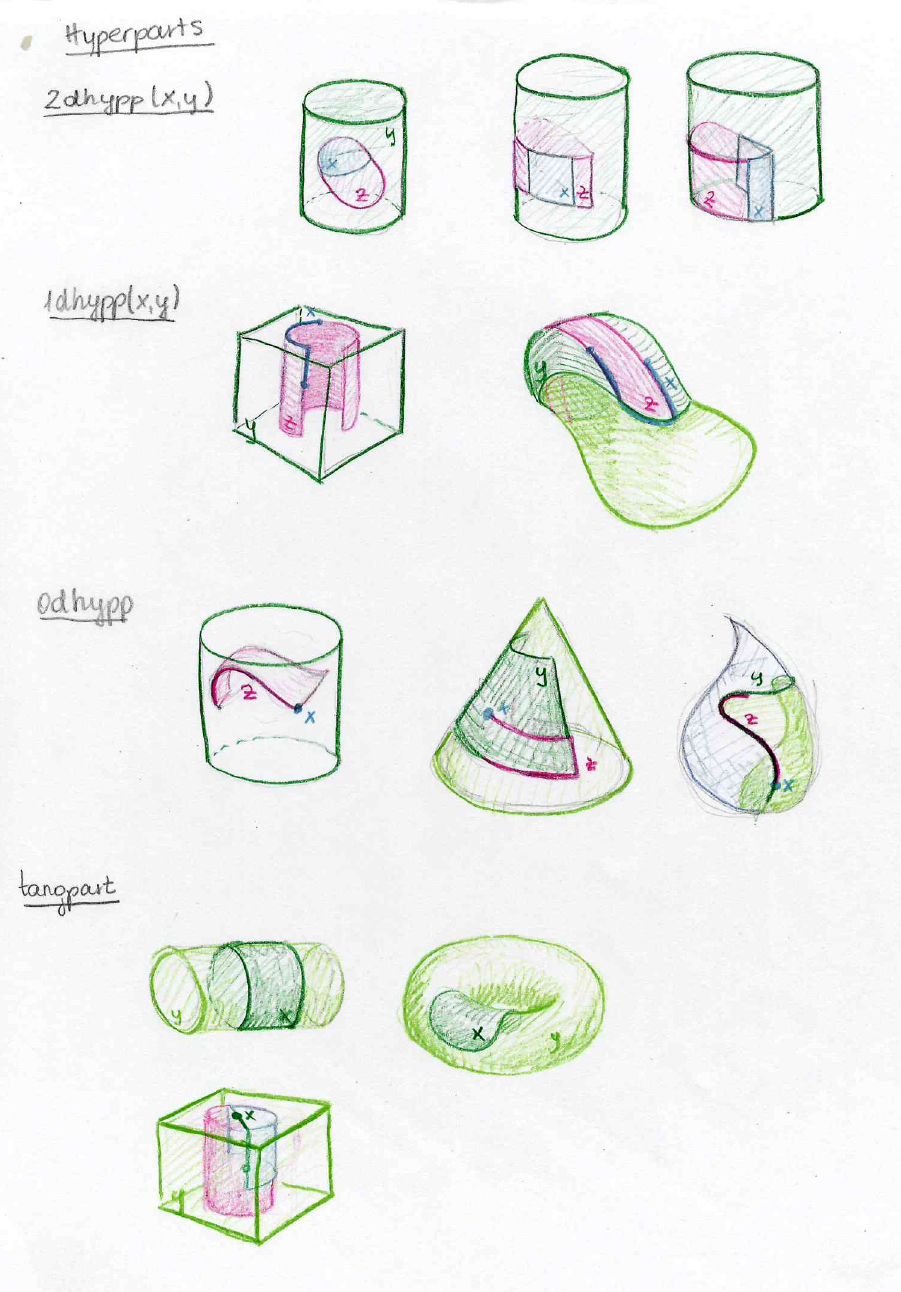 Hyperparts
2dhypp(x,y)
y
x
z
x z
z x
1dhypp(x,y)
x
z
y
y
x
z
0dhypp
z
x
y
x
z
y
z
x
tangpart
y x
x y
x
y